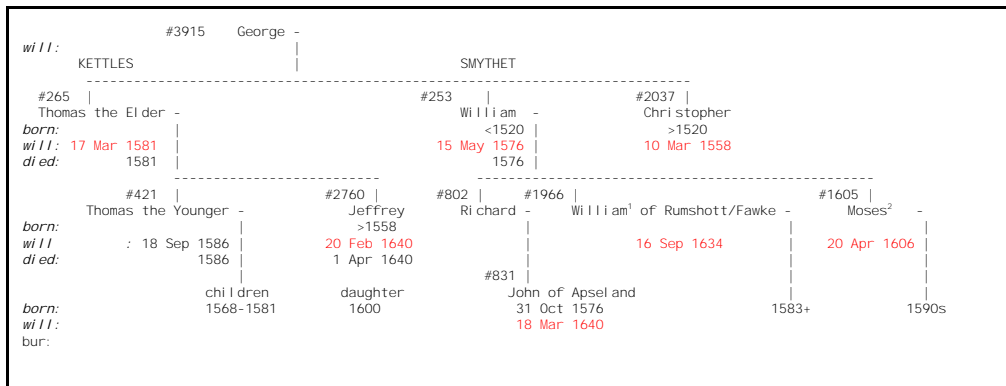 #3915 George -
will: |
KETTLES | SMYTHET
---------------------------------------------------------------------
#265 | #253 | #2037 |
Thomas the Elder - William - Christopher
born: | <1520 | >1520
will: 17 Mar 1581 | 15 May 1576 | 10 Mar 1558
died: 1581 | 1576 |
------------------------ ----------------------------------------------
#421 | #2760 | #802 | #1966 | #1605 |
Thomas the Younger - Jeffrey Richard - William¹ of Rumshott/Fawke - Moses² -
born: | >1558 | | |
will : 18 Sep 1586 | 20 Feb 1640 | 16 Sep 1634 | 20 Apr 1606 |
died: 1586 | 1 Apr 1640 | | |
| #831 | | |
children daughter John of Apseland | |
born: 1568-1581 1600 31 Oct 1576 1583+ 1590s
will: 18 Mar 1640
bur: